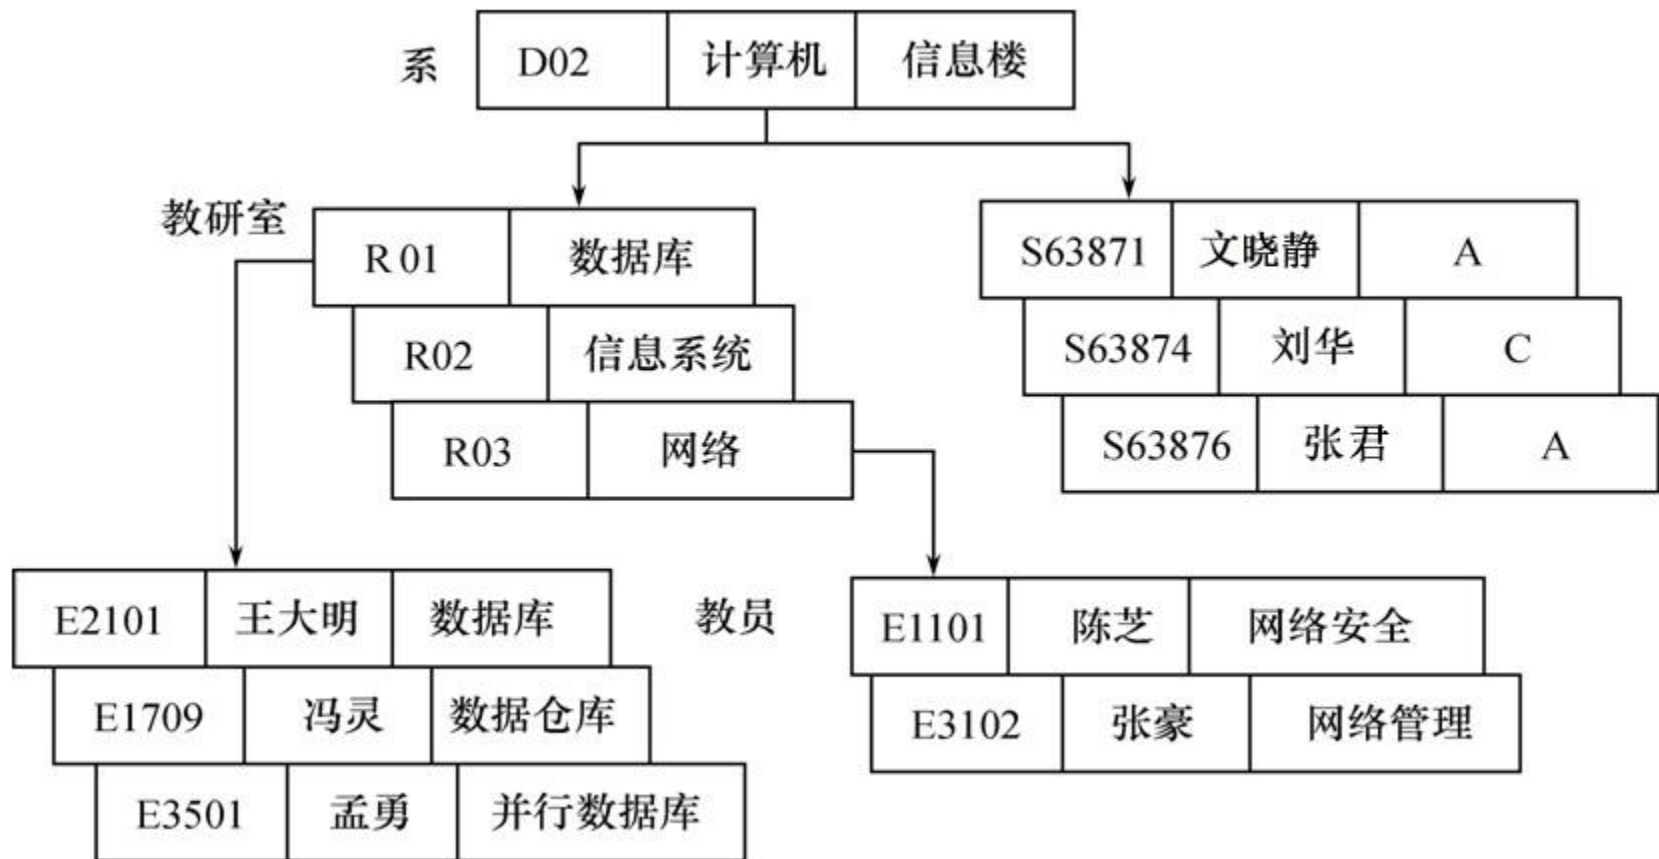 系 D02 计算机 信息楼
教研室 R 01 数据库
R02 信息系统
R03 网络
S63871 文晓静 A
S63874 刘华 C
S63876 张君 A
E2101 王大明 数据库
E1709 冯灵 数据仓库
E3501 孟勇 并行数据库
教员 E1101 陈芝 网络安全
E3102 张豪 网络管理